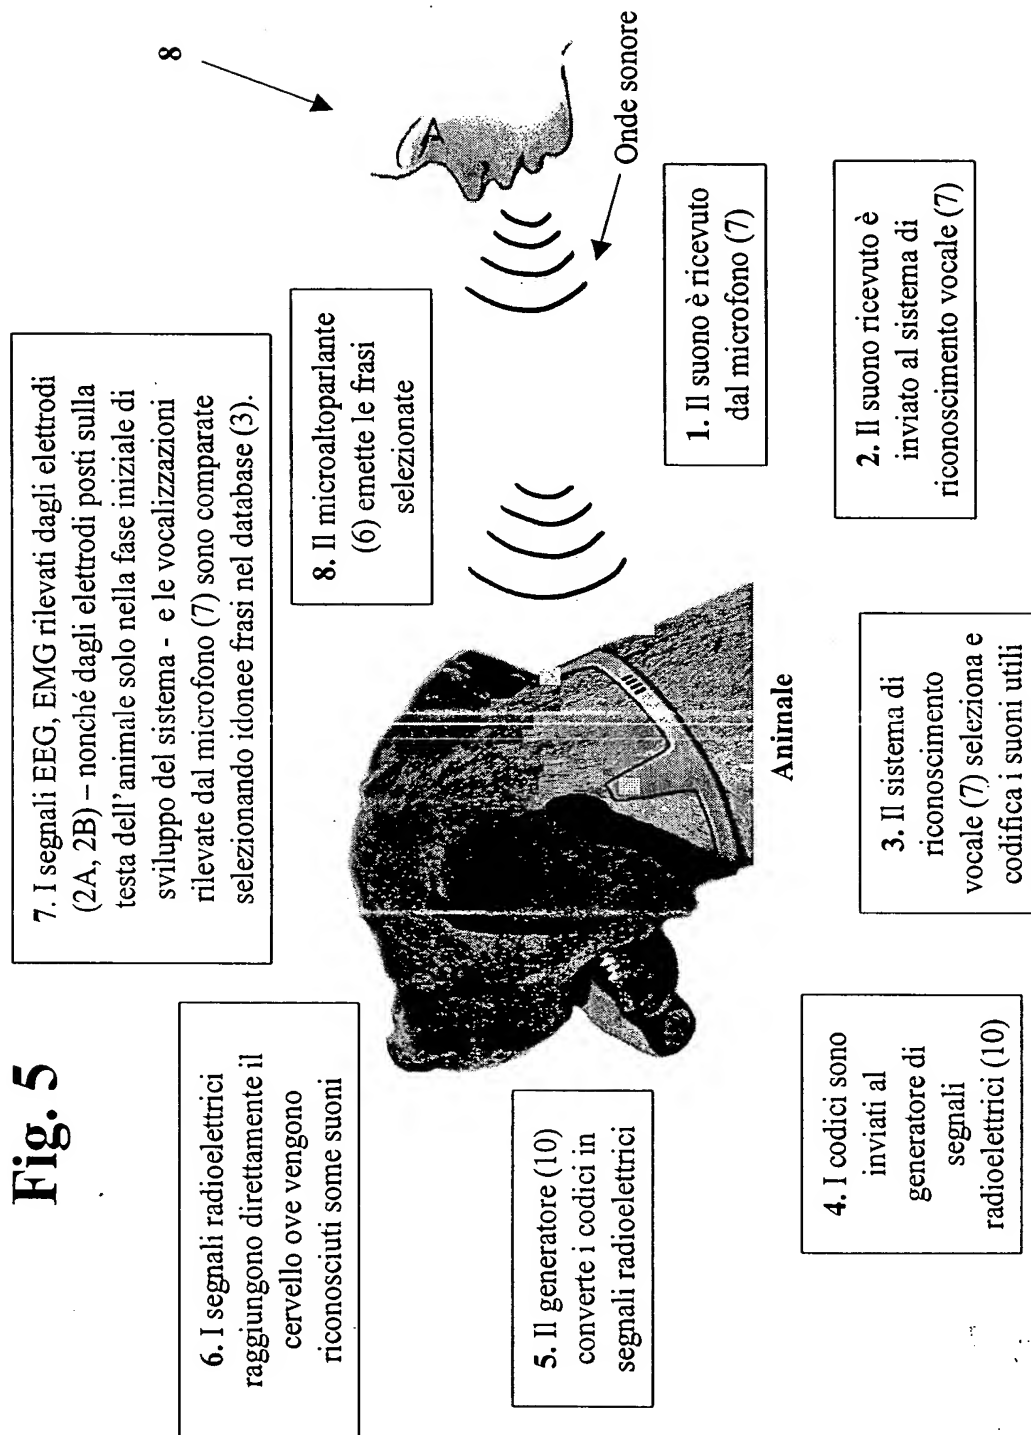 Fig. 5
7. I segnali EEG, EMG rilevati dagli elettrodi
(2A, 2B) – nonché dagli elettrodi posti sulla
testa dell'animale solo nella fase iniziale di
sviluppo del sistema - e le vocalizzazioni
rilevate dal microfono (7) sono comparate
selezionando idonee frasi nel database (3).
6. I segnali radioelettrici
raggiungono direttamente il
cervello ove vengono
riconosciuti some suoni
8. Il microaltoparlante
(6) emette le frasi
selezionate
8
Onde sonore
5. Il generatore (10)
converte i codici in
segnali radioelettrici
Animale
1. Il suono è ricevuto
dal microfono (7)
4. I codici sono
inviati al
generatore di
segnali
radioelettrici (10)
3. Il sistema di
riconoscimento
vocale (7) seleziona e
codifica i suoni utili
2. Il suono ricevuto è
inviato al sistema di
riconoscimento vocale (7)